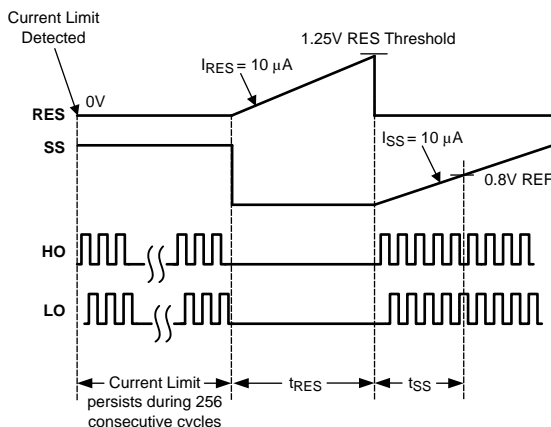 Current Limit
Detected
1.25V RES Threshold
IRES = 10 μA
0V
RES
SS
ISS = 10 μA
0.8V REF
HO
LO
Current Limit
persists during 256
consecutive cycles
tRES
tSS